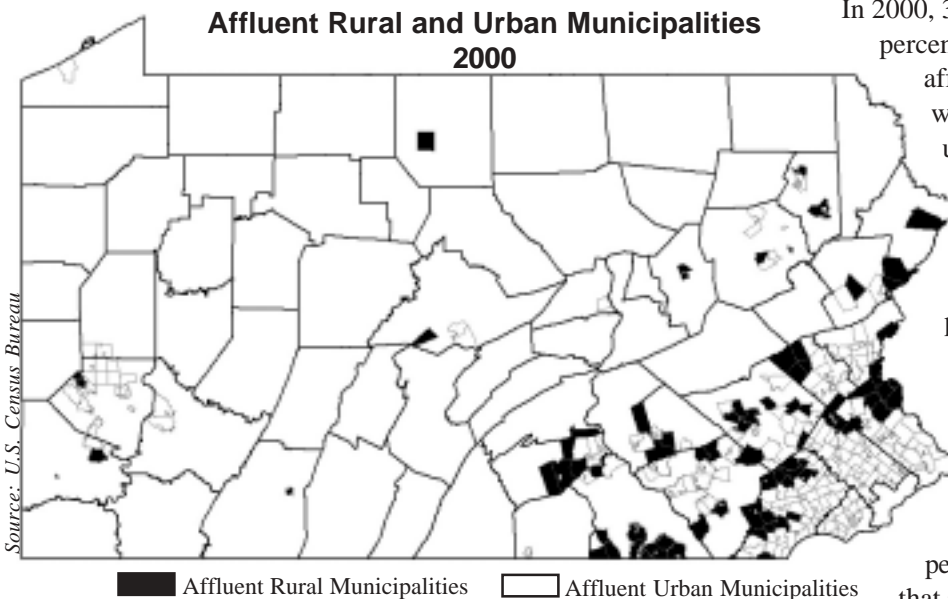 Affluent Rural and Urban Municipalities
2000
In 2000, 3
percen
aff
w
u
pe
that
Source: U.S. Census Bureau
Affluent Rural Municipalities
Affluent Urban Municipalities